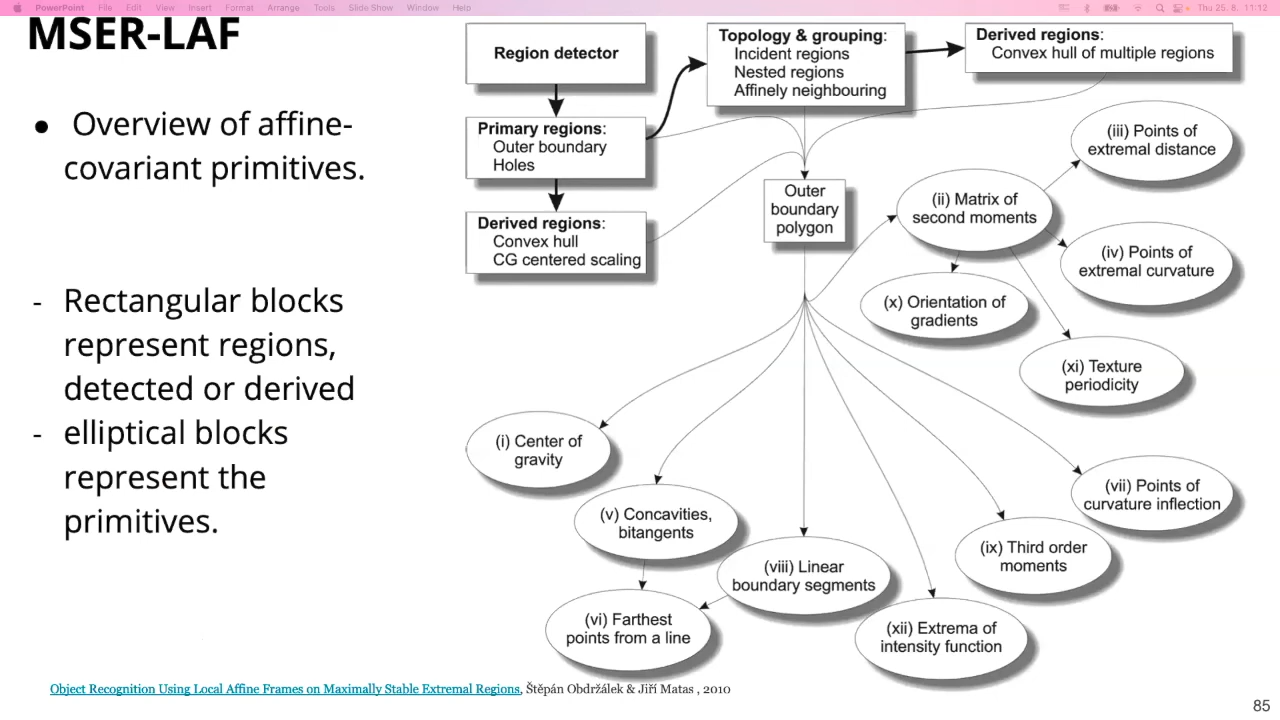 PowerPoint File Edit View Insert Format Arrange Tools Slide Show Window Help Thu 25. 8. 11:12
MSER-LAF
● Overview of affine-
covariant primitives.
- Rectangular blocks
represent regions,
detected or derived
- elliptical blocks
represent the
primitives.
Region detector
Primary regions:
Outer boundary
Holes
Derived regions:
Convex hull
CG centered scaling
Topology & grouping:
Incident regions
Nested regions
Affinely neighbouring
Derived regions:
Convex hull of multiple regions
Outer
boundary
polygon
(ii) Matrix of
second moments
(iii) Points of
extremal distance
(iv) Points of
extremal curvature
(x) Orientation of
gradients
(xi) Texture
periodicity
(i) Center of
gravity
(v) Concavities,
bitangents
(vi) Farthest
points from a line
(viii) Linear
boundary segments
(xii) Extrema of
intensity function
(ix) Third order
moments
(vii) Points of
curvature inflection
Object Recognition Using Local Affine Frames on Maximally Stable Extremal Regions, Štěpán Obdržálek & Jiří Matas , 2010
85